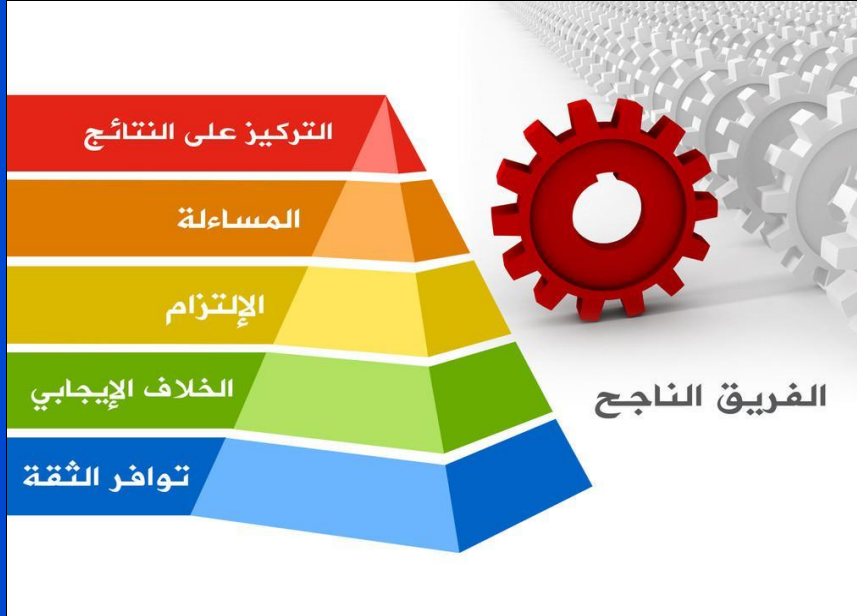 التركيز على النتائج
المساءلة
الإلتزام
الخلاف الإيجابي
توافر الثقة
الفريق الناجح